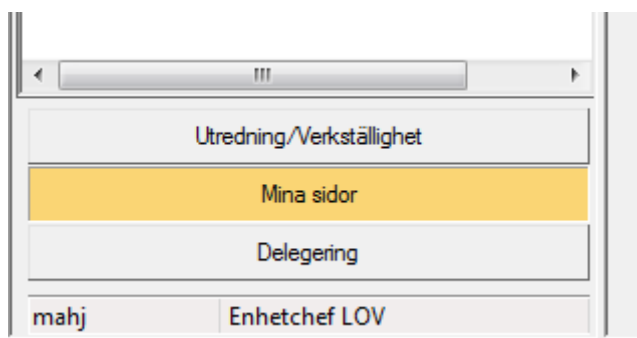 Utredning/Verkställighet
Mina sidor
Delegering
mahj Enhetchef LOV